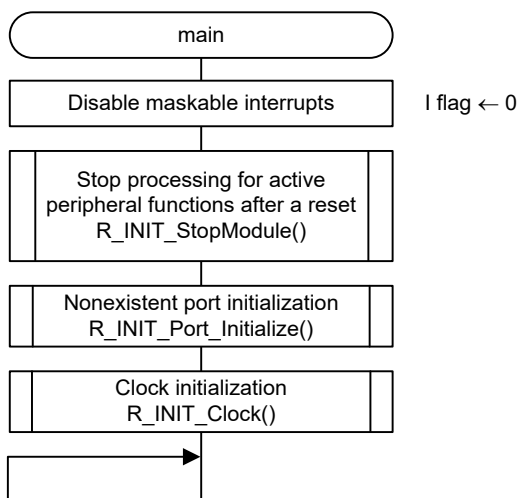 main
Disable maskable interrupts
I flag ← 0
Stop processing for active
peripheral functions after a reset
R_INIT_StopModule()
Nonexistent port initialization
R_INIT_Port_Initialize()
Clock initialization
R_INIT_Clock()